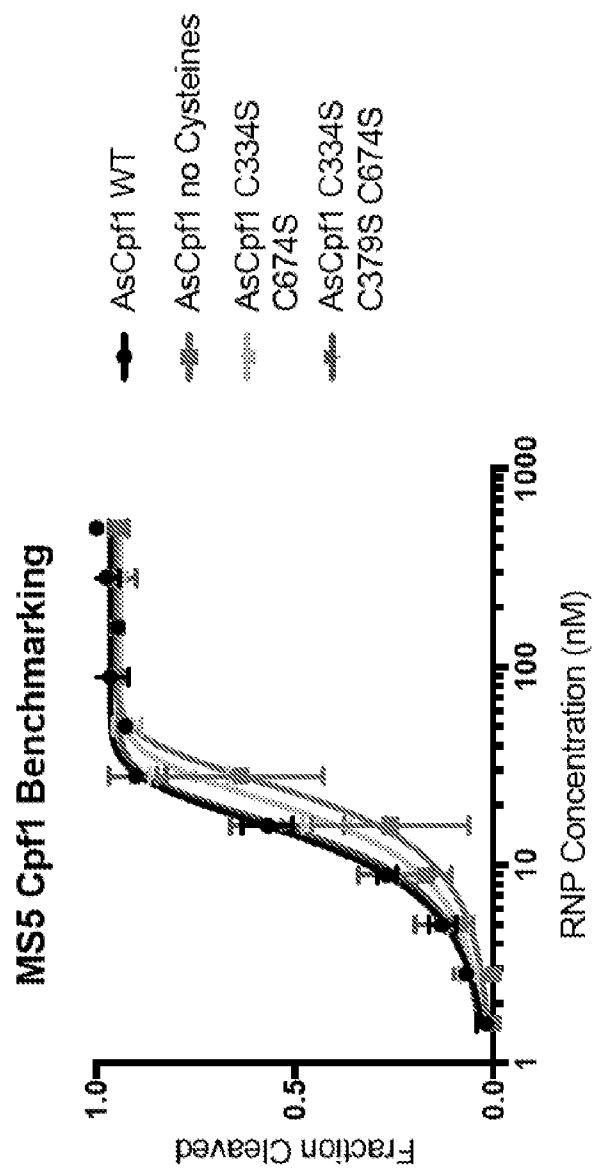 MS5 Cpf1 Benchmarking
Fraction Cleaved
1.0
0.5
0.0
1
10
100
1000
RNP Concentration (nM)
AsCpf1 WT
AsCpf1 no Cysteines
AsCpf1 C334S
C674S
AsCpf1 C334S
C379S C674S